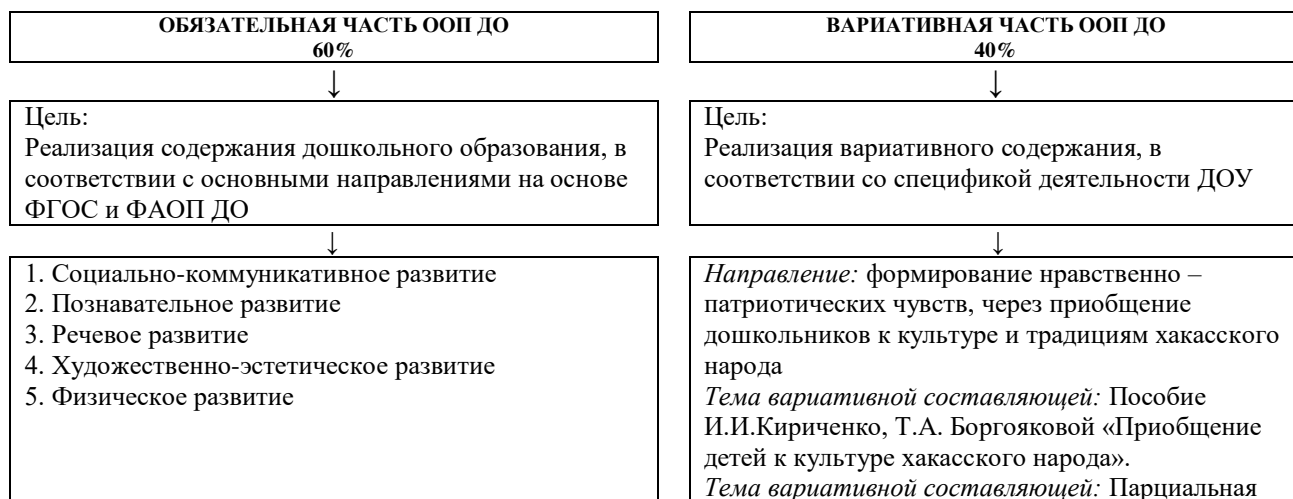 ОБЯЗАТЕЛЬНАЯ ЧАСТЬ ООП ДО
60%
↓
Цель:
Реализация содержания дошкольного образования, в
соответствии с основными направлениями на основе
ФГОС и ФАОП ДО
↓
1. Социально-коммуникативное развитие
2. Познавательное развитие
3. Речевое развитие
4. Художественно-эстетическое развитие
5. Физическое развитие
ВАРИАТИВНАЯ ЧАСТЬ ООП ДО
40%
↓
Цель:
Реализация вариативного содержания, в
соответствии со спецификой деятельности ДОУ
↓
Направление: формирование нравственно –
патриотических чувств, через приобщение
дошкольников к культуре и традициям хакасского
народа
Тема вариативной составляющей: Пособие
И.И.Кириченко, Т.А. Боргояковой «Приобщение
детей к культуре хакасского народа».
Тема вариативной составляющей: Парциальная